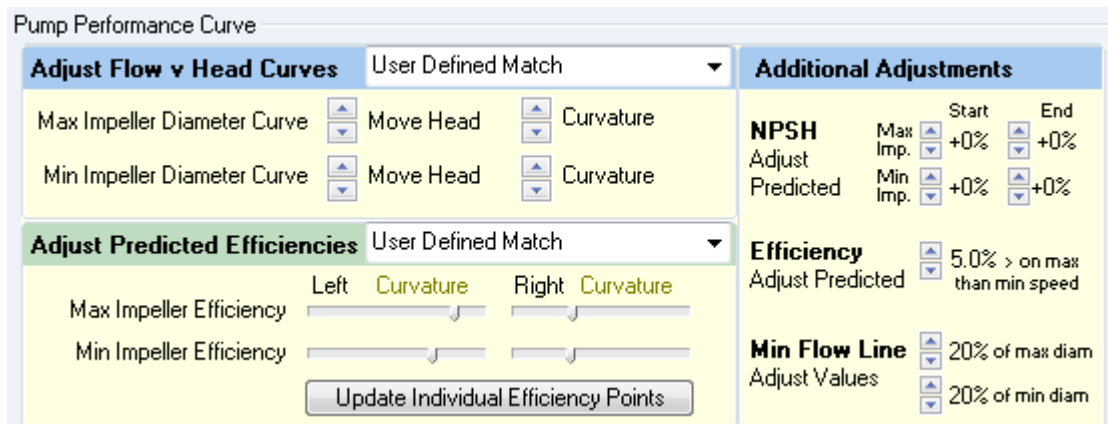 Pump Performance Curve
Adjust Flow v Head Curves User Defined Match
Max Impeller Diameter Curve Move Head Curvature
Min Impeller Diameter Curve Move Head Curvature
Adjust Predicted Efficiencies User Defined Match
Left Curvature Right Curvature
Max Impeller Efficiency
Min Impeller Efficiency
Update Individual Efficiency Points
Additional Adjustments
Start End
NPSH Max Imp. +0% +0%
Adjust
Predicted Min Imp. +0% +0%
Efficiency 5.0% > on max
Adjust Predicted than min speed
Min Flow Line 20% of max diam
Adjust Values
20% of min diam